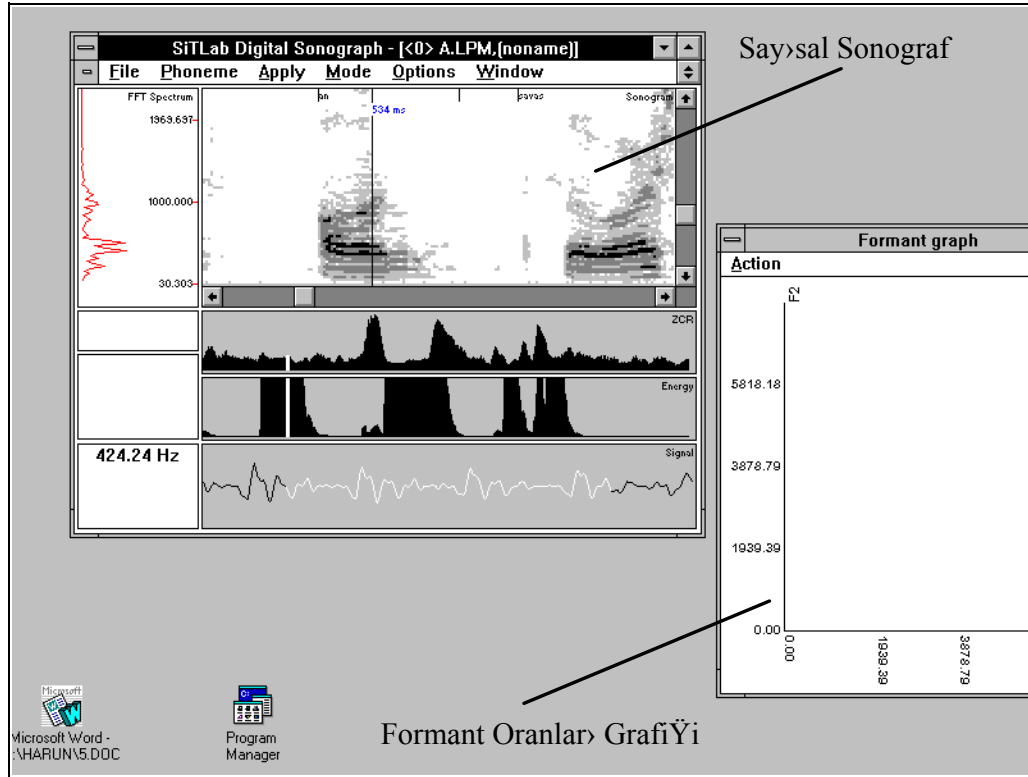 SiTLab Digital Sonograph - [<0> A.LPM,(noname)]
File Phoneme Apply Mode Options Window
FFT Spectrum
1969.697
1000.000
30.303
an
savas
Sonogram
534 ms
ZCR
Energy
424.24 Hz
Signal
Say›sal Sonograf
Formant graph
Action
F2
5818.18
3878.79
1939.39
0.00
0.00
1939.39
3878.79
Formant Oranlar› GrafiŸi
Microsoft
Microsoft Word -
:\HARUN\5.DOC
Program
Manager